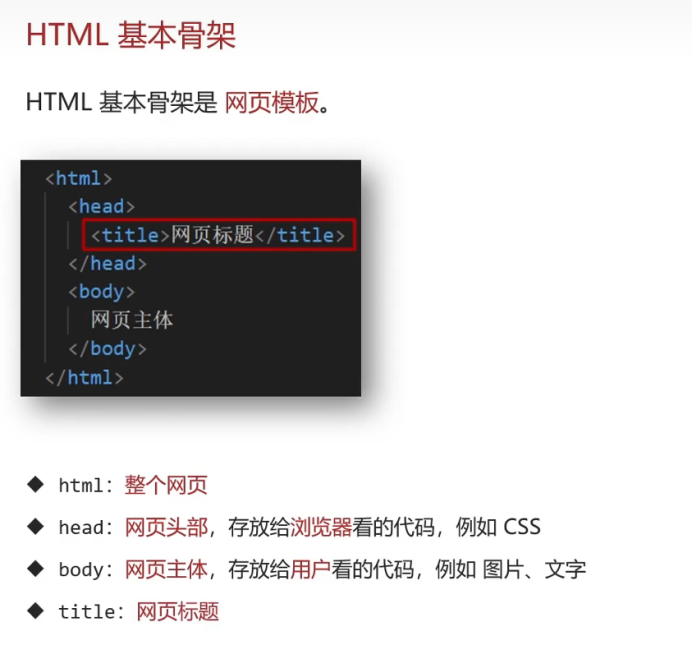 HTML 基本骨架
HTML 基本骨架是 网页模板。
<html>
<head>
<title>网页标题</title>
</head>
<body>
网页主体
</body>
</html>
◆ html：整个网页
◆ head：网页头部，存放给浏览器看的代码，例如 CSS
◆ body：网页主体，存放给用户看的代码，例如 图片、文字
◆ title：网页标题